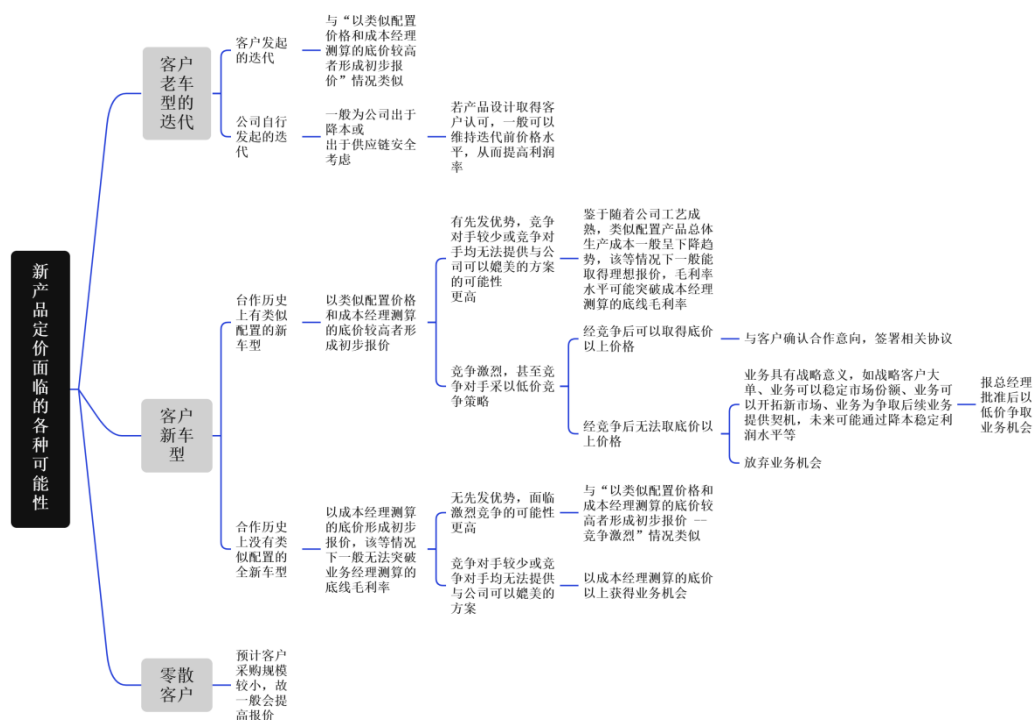 新产品定价面临的各种可能性
客户
老车
型的
迭代
客户发起
的迭代
与“以类似配置
价格和成本经理
测算的底价较高
者形成初步报
价”情况类似
公司自行
发起的迭
代
一般为公司出于
降本或
出于供应链安全
考虑
若产品设计取得客
户认可，一般可以
维持迭代前价格水
平，从而提高利润
率
客户
新车
型
合作历史
上有类似
配置的新
车型
以类似配置价格
和成本经理测算
的底价较高者形
成初步报价
有先发优势，竞争
对手较少或竞争对
手均无法提供与公
司可以媲美的方案
的可能性
更高
鉴于随着公司工艺成
熟，类似配置产品总体
生产成本一般呈下降趋
势，该等情况下一般能
取得理想报价，毛利率
水平可能突破成本经理
测算的底线毛利率
竞争激烈，甚至竞
争对手采以低价竞
争策略
经竞争后可以取得底价
以上价格
与客户确认合作意向，签署相关协议
经竞争后无法取底价以
上价格
业务具有战略意义，如战略客户大
单、业务可以稳定市场份额、业务可
以开拓新市场、业务为争取后续业务
提供契机，未来可能通过降本稳定利
润水平等
报总经理
批准后以
低价争取
业务机会
放弃业务机会
合作历史
上没有类
似配置的
全新车型
以成本经理测算
的底价形成初步
报价，该等情况
下一般无法突破
业务经理测算的
底线毛利率
无先发优势，面临
激烈竞争的可能性
更高
与“以类似配置价格和
成本经理测算的底价较
高者形成初步报价 —
竞争激烈”情况类似
竞争对手较少或竞
争对手均无法提供
与公司可以媲美的
方案
以成本经理测算的底价
以上获得业务机会
零散
客户
预计客户
采购规模
较小，故
一般会提
高报价